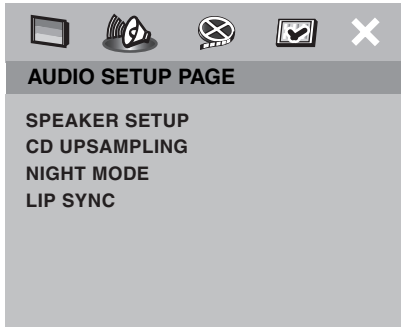 AUDIO SETUP PAGE
SPEAKER SETUP
CD UPSAMPLING
NIGHT MODE
LIP SYNC